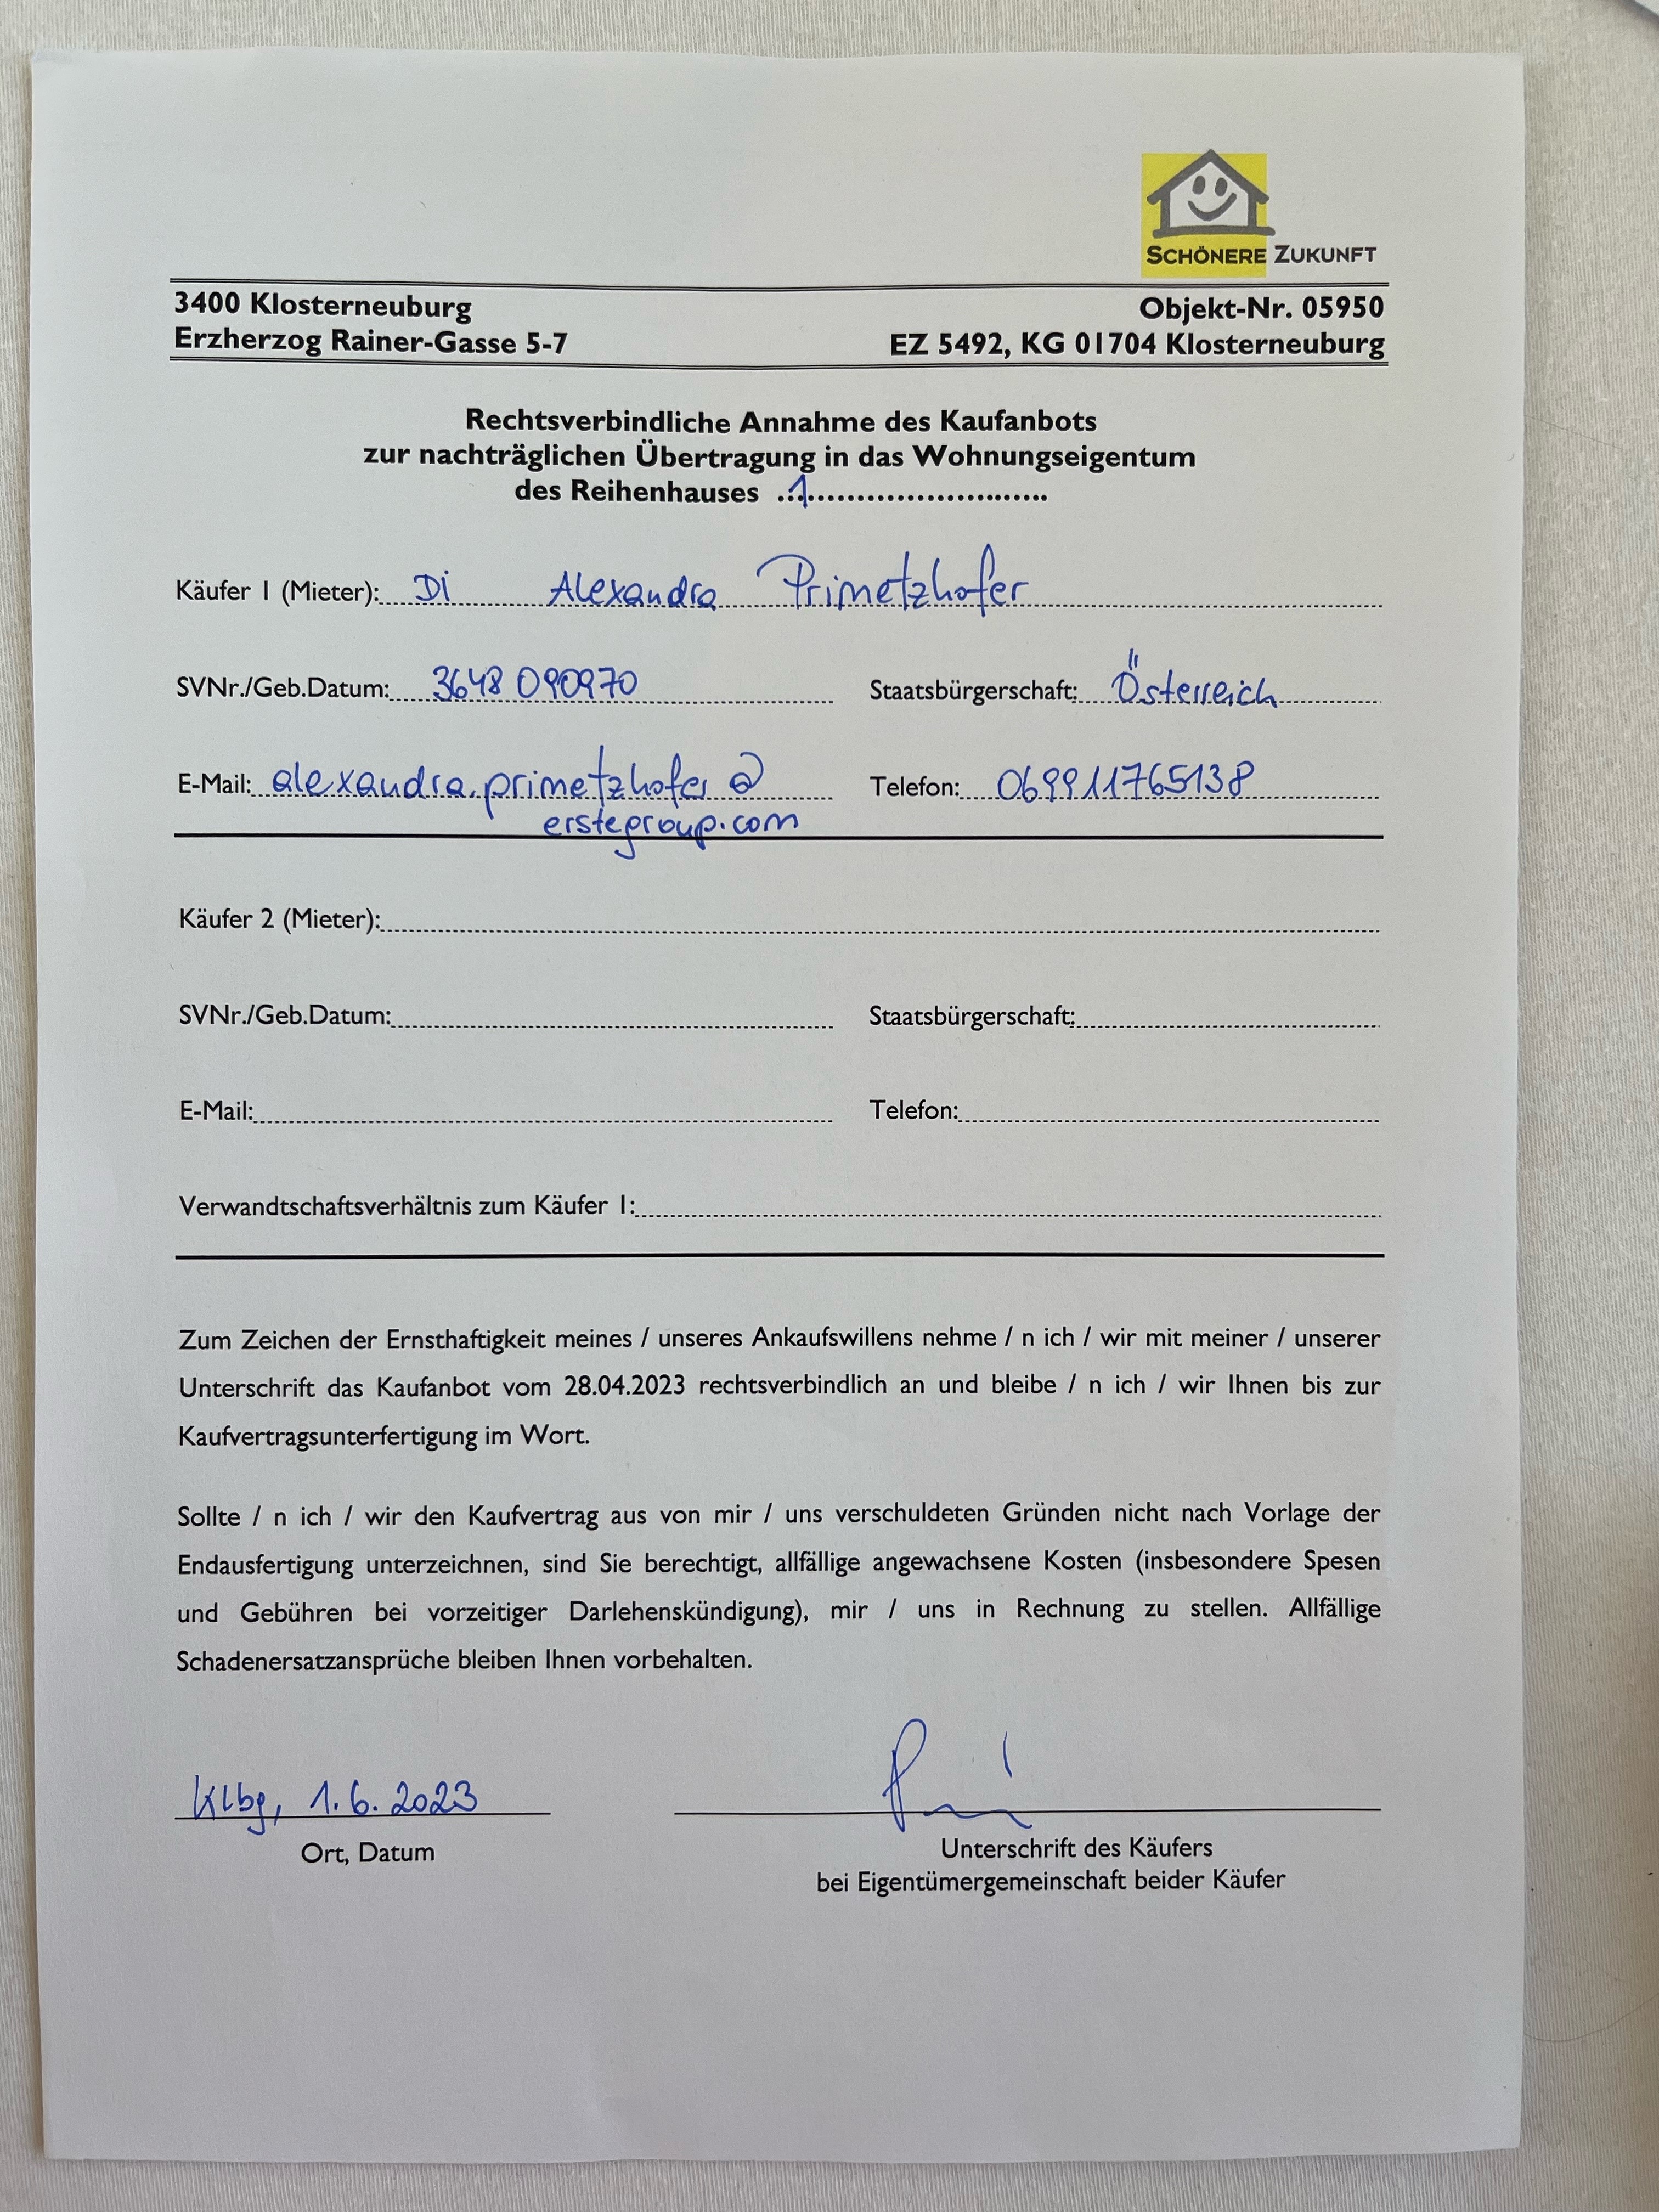 SCHÖNERE ZUKUNFT
3400 Klosterneuburg Objekt-Nr. 05950
Erzherzog Rainer-Gasse 5-7 EZ 5492, KG 01704 Klosterneuburg
Rechtsverbindliche Annahme des Kaufanbots
zur nachträglichen Übertragung in das Wohnungseigentum
des Reihenhauses 1
Käufer 1 (Mieter): Di Alexandra Primetzhofer
SVNr./Geb.Datum: 3648 090970 Staatsbürgerschaft: Österreich
E-Mail: alexandra.primetzhofer@ Telefon: 069911765138
erstegroup.com
Käufer 2 (Mieter):
SVNr./Geb.Datum: Staatsbürgerschaft:
E-Mail: Telefon:
Verwandtschaftsverhältnis zum Käufer 1:
Zum Zeichen der Ernsthaftigkeit meines / unseres Ankaufswillens nehme / n ich / wir mit meiner / unserer
Unterschrift das Kaufanbot vom 28.04.2023 rechtsverbindlich an und bleibe / n ich / wir Ihnen bis zur
Kaufvertragsunterfertigung im Wort.
Sollte / n ich / wir den Kaufvertrag aus von mir / uns verschuldeten Gründen nicht nach Vorlage der
Endausfertigung unterzeichnen, sind Sie berechtigt, allfällige angewachsene Kosten (insbesondere Spesen
und Gebühren bei vorzeitiger Darlehenskündigung), mir / uns in Rechnung zu stellen. Allfällige
Schadenersatzansprüche bleiben Ihnen vorbehalten.
Klbg, 1.6.2023
Ort, Datum Unterschrift des Käufers
bei Eigentümergemeinschaft beider Käufer